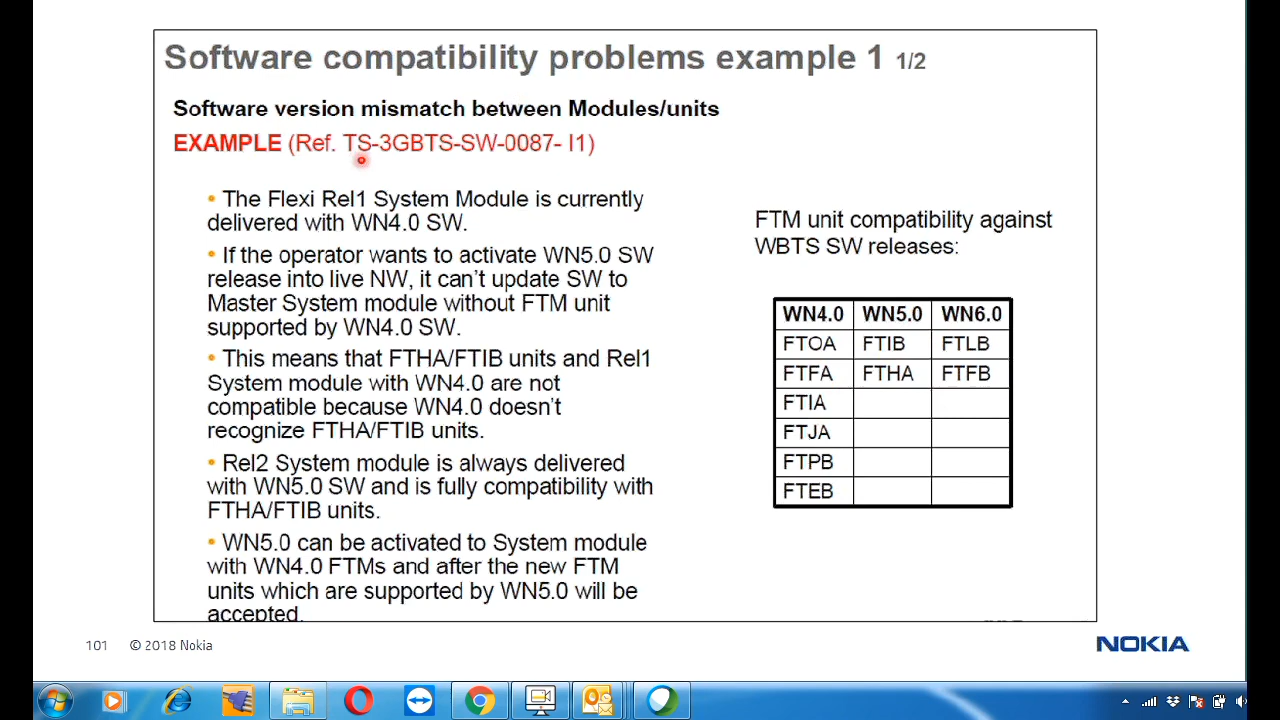 Software compatibility problems example 1 1/2
Software version mismatch between Modules/units
EXAMPLE (Ref. TS-3GBTS-SW-0087- I1)
• The Flexi Rel1 System Module is currently
delivered with WN4.0 SW.
• If the operator wants to activate WN5.0 SW
release into live NW, it can't update SW to
Master System module without FTM unit
supported by WN4.0 SW.
• This means that FTHA/FTIB units and Rel1
System module with WN4.0 are not
compatible because WN4.0 doesn't
recognize FTHA/FTIB units.
• Rel2 System module is always delivered
with WN5.0 SW and is fully compatibility with
FTHA/FTIB units.
• WN5.0 can be activated to System module
with WN4.0 FTMs and after the new FTM
units which are supported by WN5.0 will be
accepted.
FTM unit compatibility against
WBTS SW releases:
WN4.0 WN5.0 WN6.0
FTOA FTIB FTLB
FTFA FTHA FTFB
FTIA
FTJA
FTPB
FTEB
101 © 2018 Nokia
NOKIA